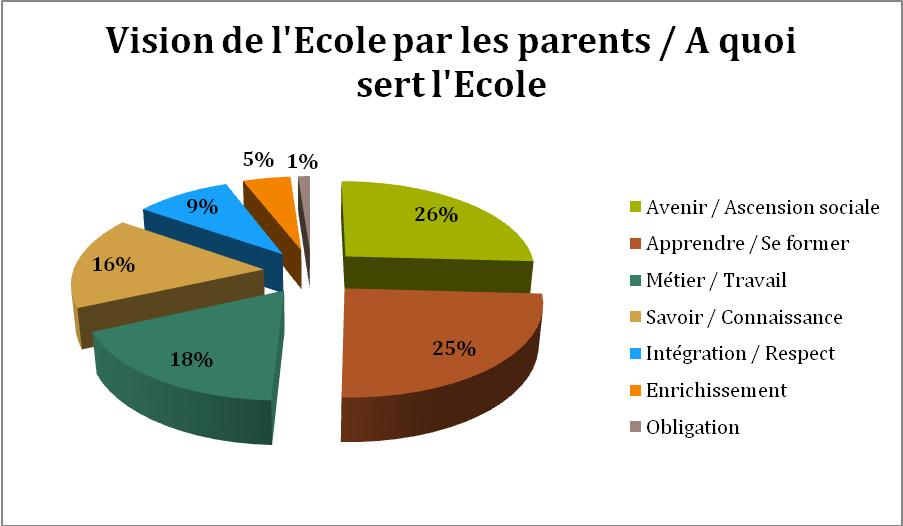 Vision de l'Ecole par les parents / A quoi
sert l'Ecole
5%
1%
9%
26%
16%
18%
25%
Avenir / Ascension sociale
Apprendre / Se former
Métier / Travail
Savoir / Connaissance
Intégration / Respect
Enrichissement
Obligation